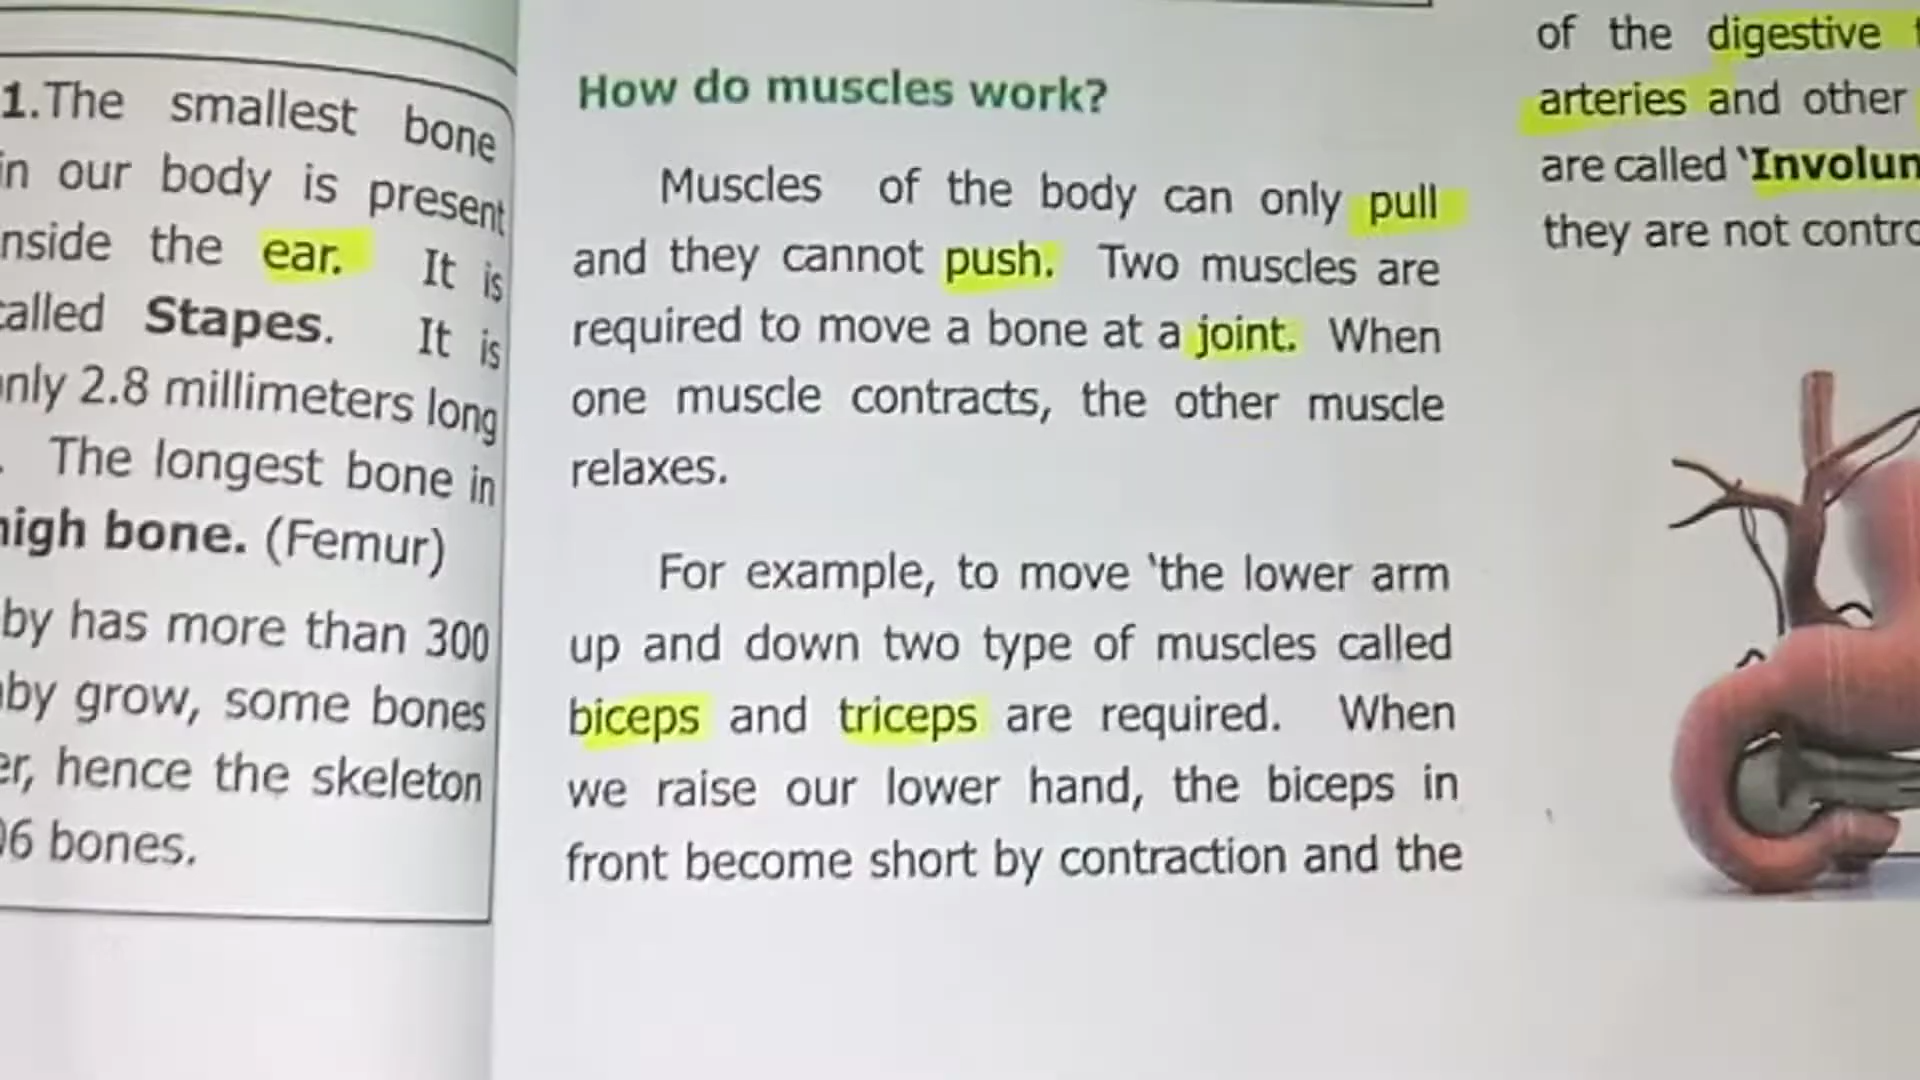 1.The smallest bone
in our body is present
nside the ear. It is
called Stapes. It is
only 2.8 millimeters long
. The longest bone in
high bone. (Femur)
by has more than 300
by grow, some bones
er, hence the skeleton
06 bones.
How do muscles work?
Muscles of the body can only pull
and they cannot push. Two muscles are
required to move a bone at a joint. When
one muscle contracts, the other muscle
relaxes.
For example, to move 'the lower arm
up and down two type of muscles called
biceps and triceps are required. When
we raise our lower hand, the biceps in
front become short by contraction and the
of the digestive
arteries and other
are called 'Involun
they are not contro